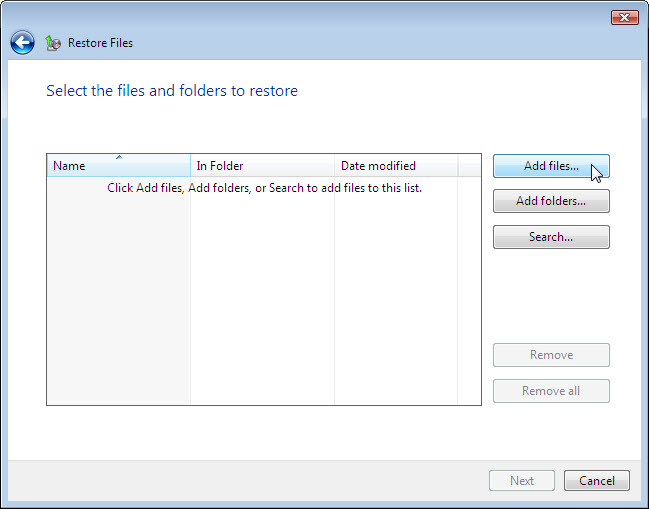 Restore Files
Select the files and folders to restore
Name In Folder Date modified
Click Add files, Add folders, or Search to add files to this list.
Add files...
Add folders...
Search...
Remove
Remove all
Next Cancel